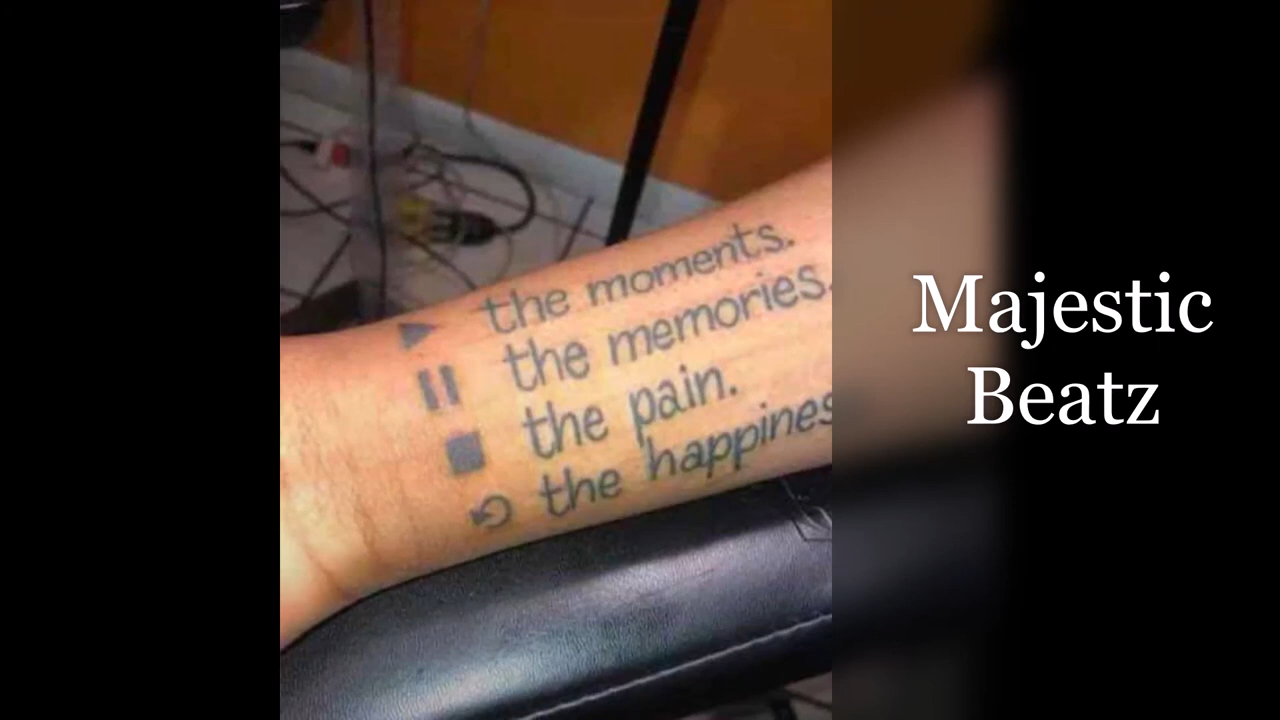 ▶ the moments.
⏸ the memories.
■ the pain.
↺ the happines
Majestic
Beatz